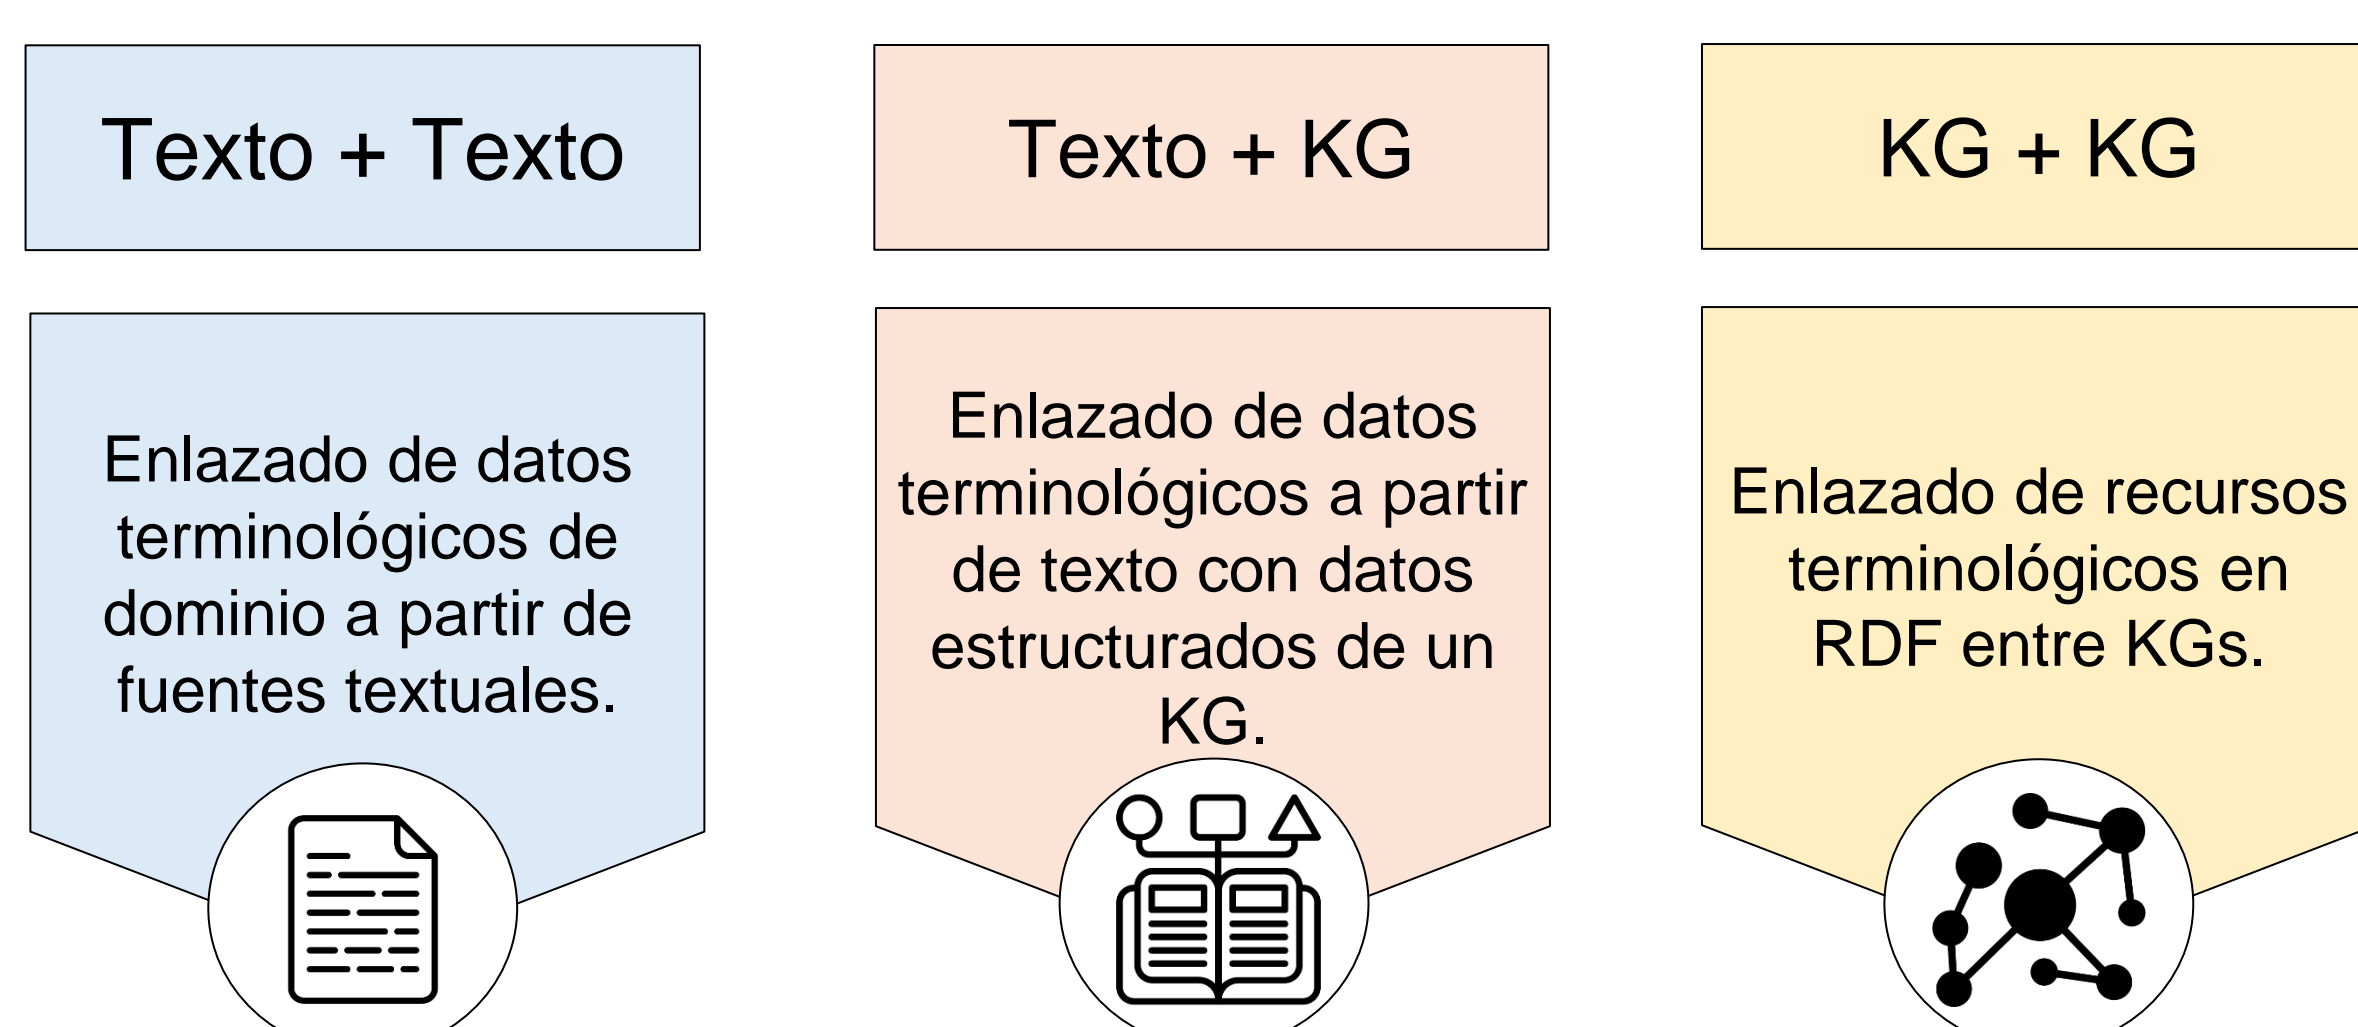 Texto + Texto
Texto + KG
KG + KG
Enlazado de datos
terminológicos de
dominio a partir de
fuentes textuales.
Enlazado de datos
terminológicos a partir
de texto con datos
estructurados de un
KG.
Enlazado de recursos
terminológicos en
RDF entre KGs.